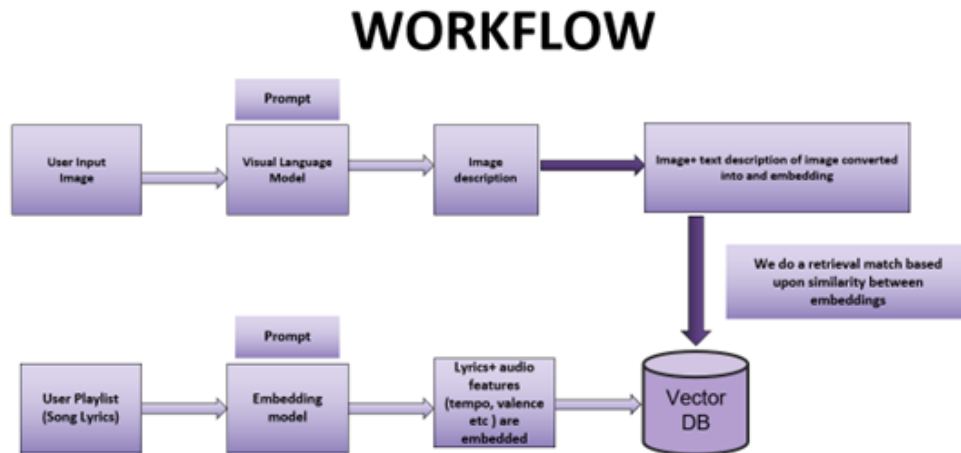 WORKFLOW
Prompt
User Input
Image
Visual Language
Model
Image
description
Image+ text description of image converted
into and embedding
We do a retrieval match based
upon similarity between
embeddings
Prompt
User Playlist
(Song Lyrics)
Embedding
model
Lyrics+ audio
features
(tempo, valence
etc ) are
embedded
Vector
DB